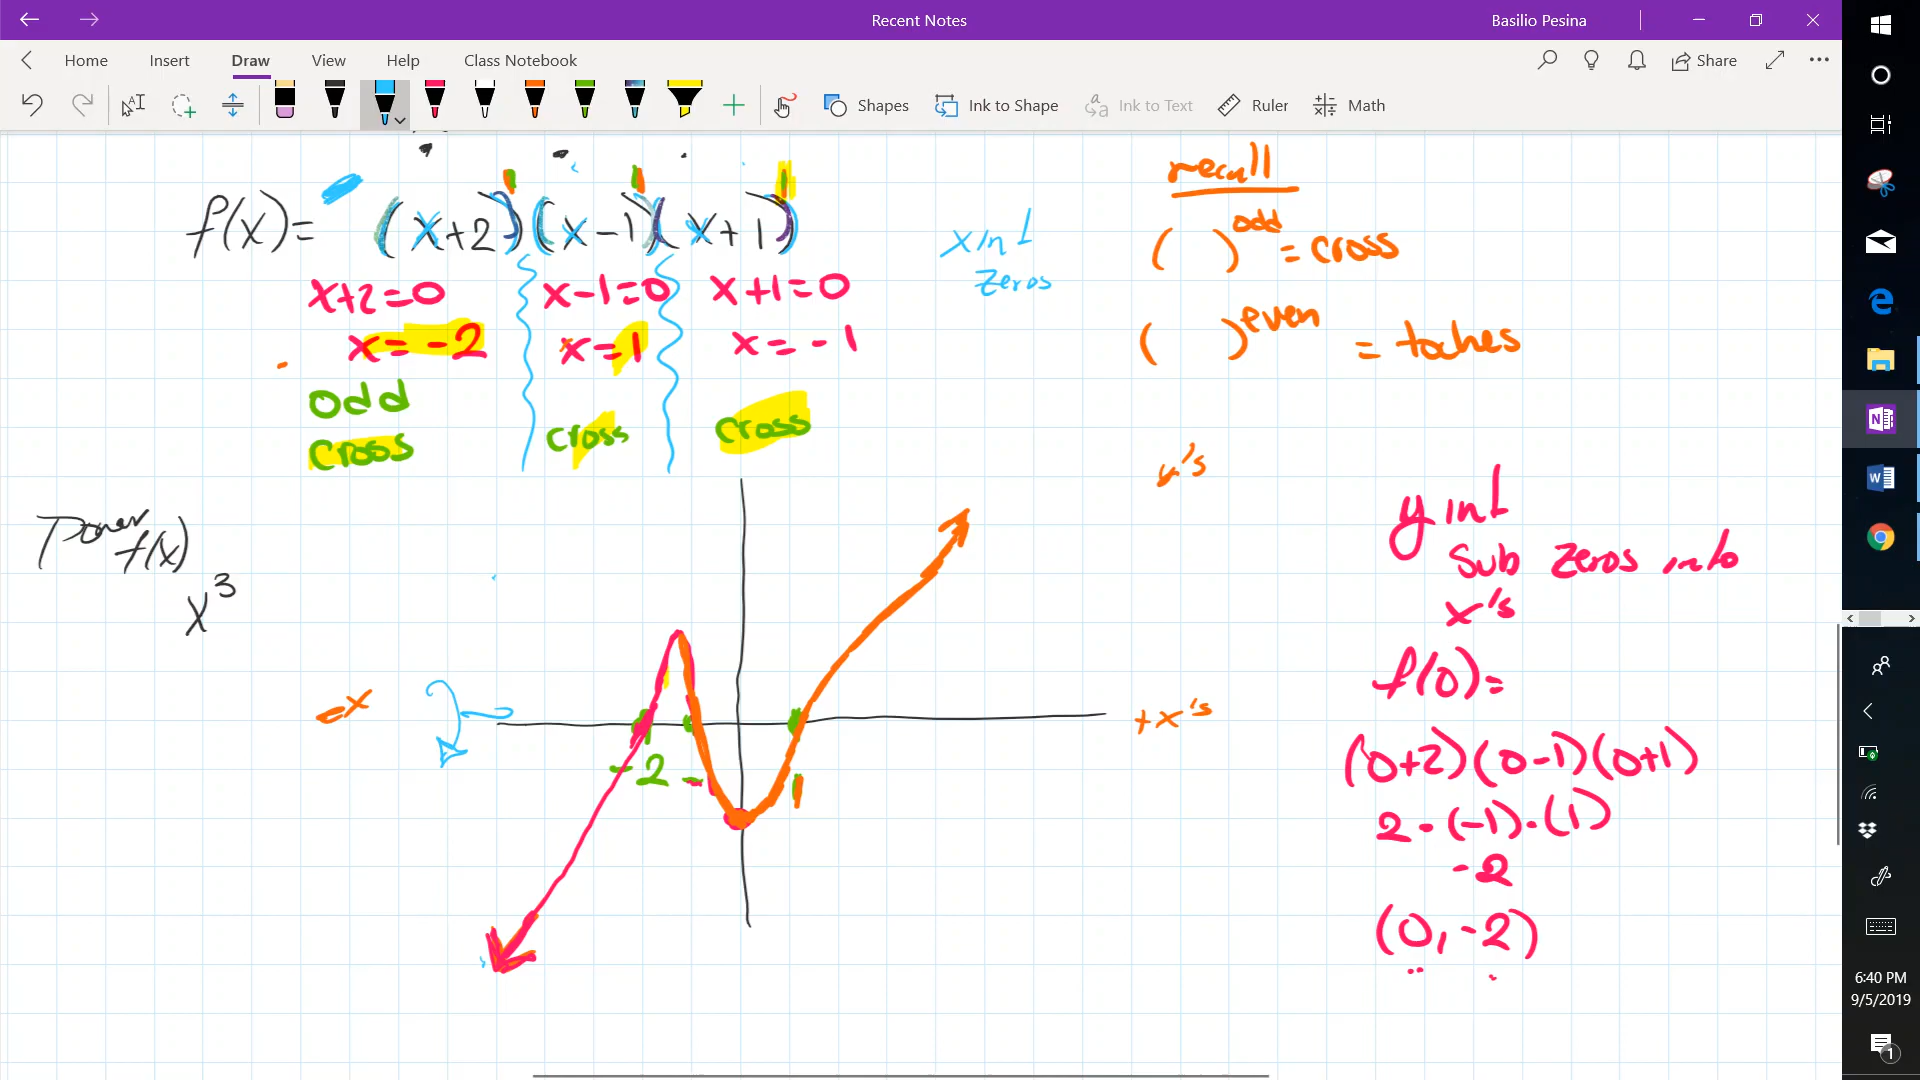 Recent Notes
Basilio Pesina
Home Insert Draw View Help Class Notebook
Share
Shapes Ink to Shape Ink to Text Ruler Math
f(x)= (x+2)(x-1)(x+1)
x+2=0 x-1=0 x+1=0
x=-2 x=1 x=-1
odd
cross cross cross
x int
zeros
recall
( )^odd = cross
( )^even = toches
Power
f(x)
x^3
-x
+x's
-2 - 1
y int
Sub zeros into
x's
f(0)=
(0+2)(0-1)(0+1)
2·(-1)·(1)
-2
(0,-2)
6:40 PM
9/5/2019
1